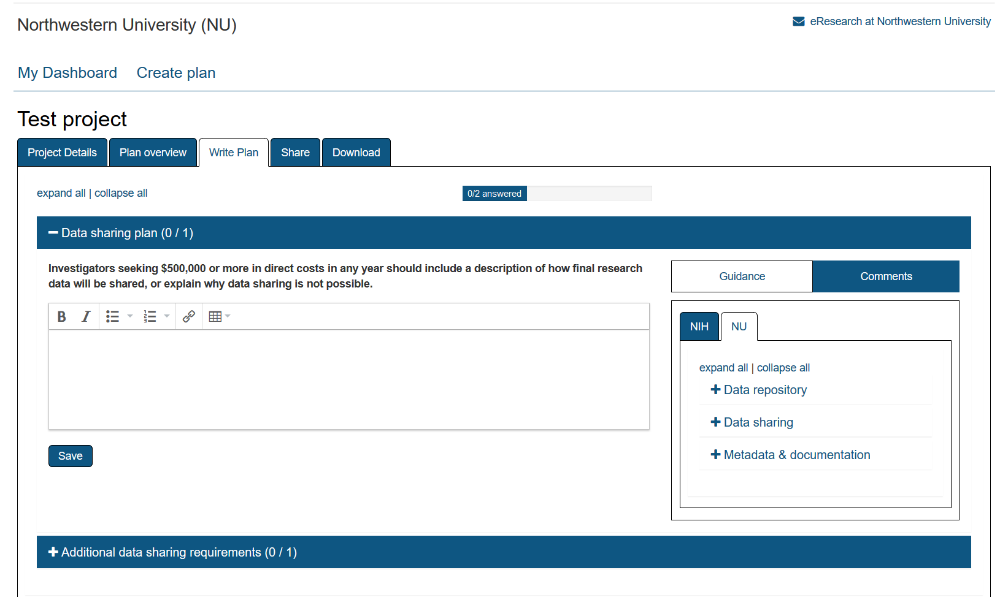 Northwestern University (NU)
eResearch at Northwestern University
My Dashboard Create plan
Test project
Project Details Plan overview Write Plan Share Download
expand all | collapse all
0/2 answered
Data sharing plan (0 / 1)
Investigators seeking $500,000 or more in direct costs in any year should include a description of how final research
data will be shared, or explain why data sharing is not possible.
Guidance Comments
B I
NIH NU
expand all | collapse all
Data repository
Data sharing
Metadata & documentation
Save
Additional data sharing requirements (0 / 1)